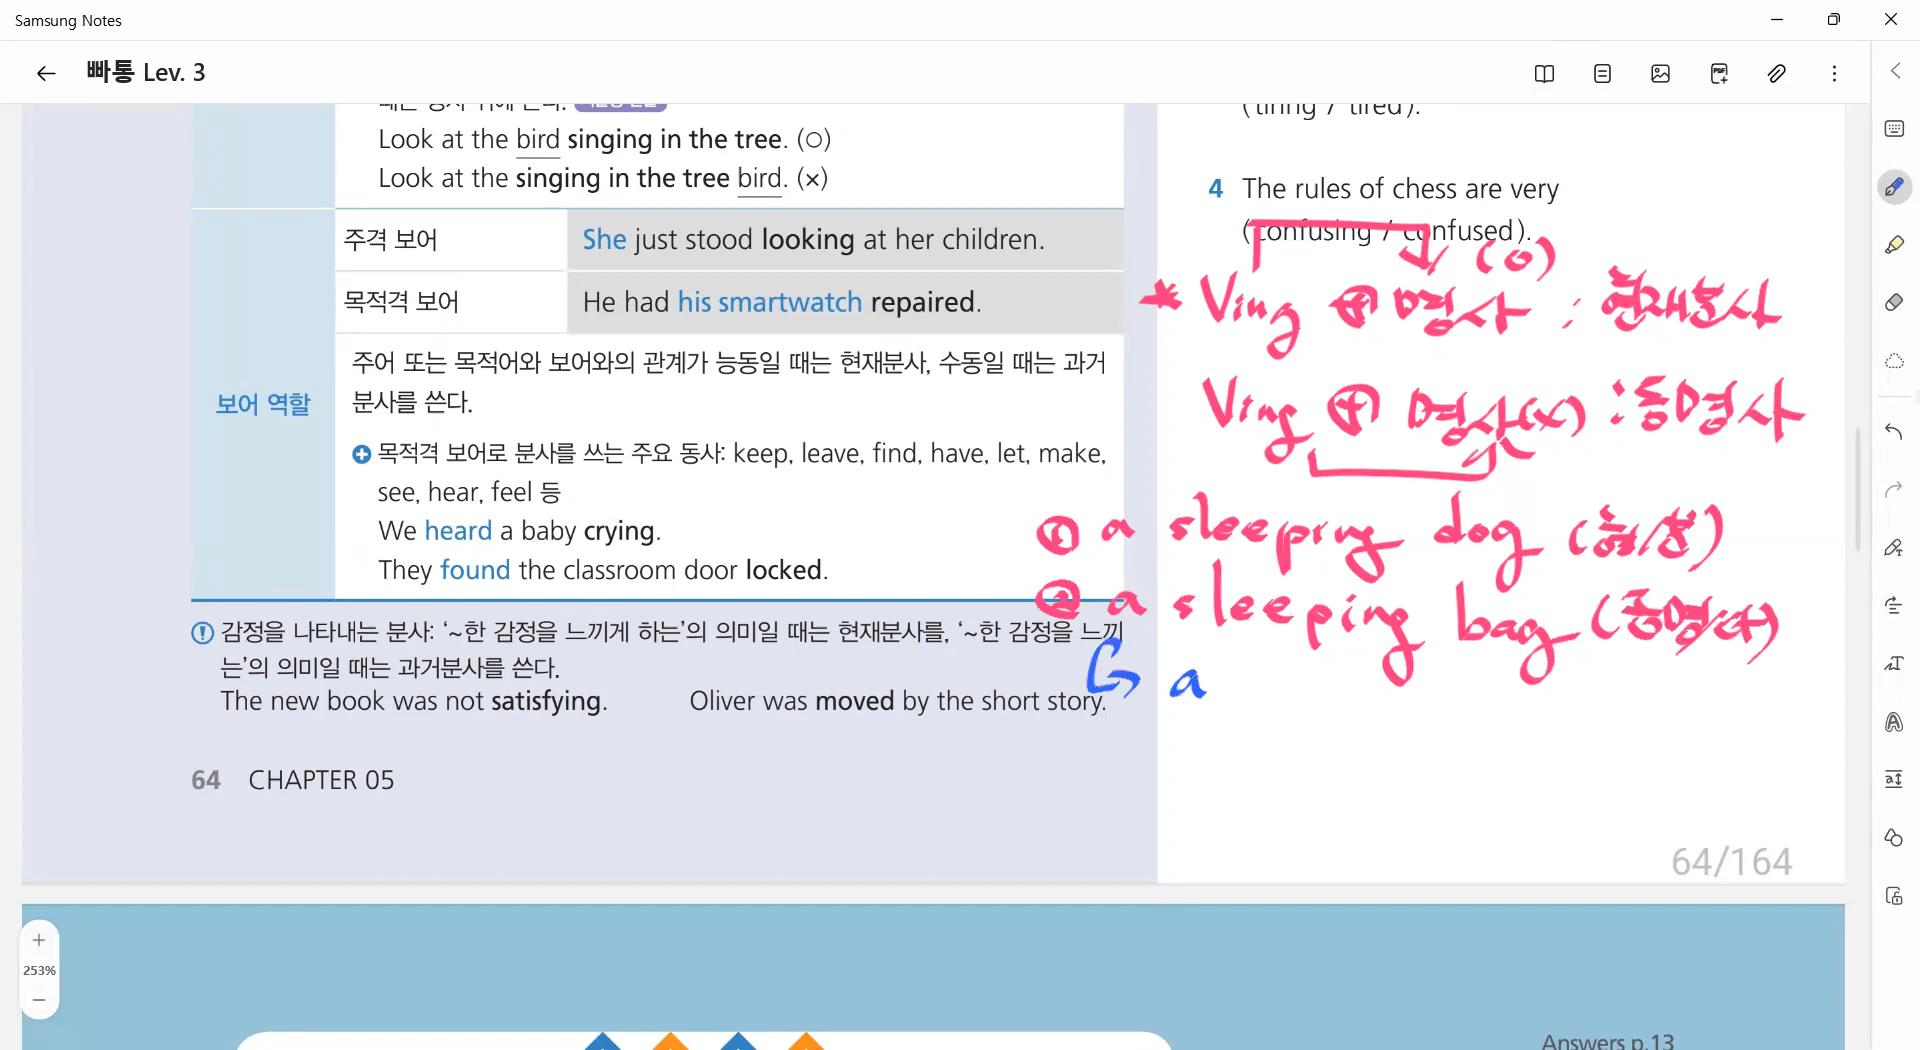 Samsung Notes
빠통 Lev. 3
Look at the bird singing in the tree. (○)
Look at the singing in the tree bird. (×)
주격 보어
She just stood looking at her children.
목적격 보어
He had his smartwatch repaired.
보어 역할
주어 또는 목적어와 보어와의 관계가 능동일 때는 현재분사, 수동일 때는 과거
분사를 쓴다.
목적격 보어로 분사를 쓰는 주요 동사: keep, leave, find, have, let, make,
see, hear, feel 등
We heard a baby crying.
They found the classroom door locked.
감정을 나타내는 분사: ‘~한 감정을 느끼게 하는’의 의미일 때는 현재분사를, ‘~한 감정을 느끼
는’의 의미일 때는 과거분사를 쓴다.
The new book was not satisfying. Oliver was moved by the short story.
64 CHAPTER 05
(tiring / tired).
4 The rules of chess are very
(confusing / confused).
(o)
* Ving ⊕ 명사 : 현재분사
Ving ⊕ 명사(x) : 동명사
① a sleeping dog (현/분)
② a sleeping bag (동명사)
a
64/164
253%
Answers p.13